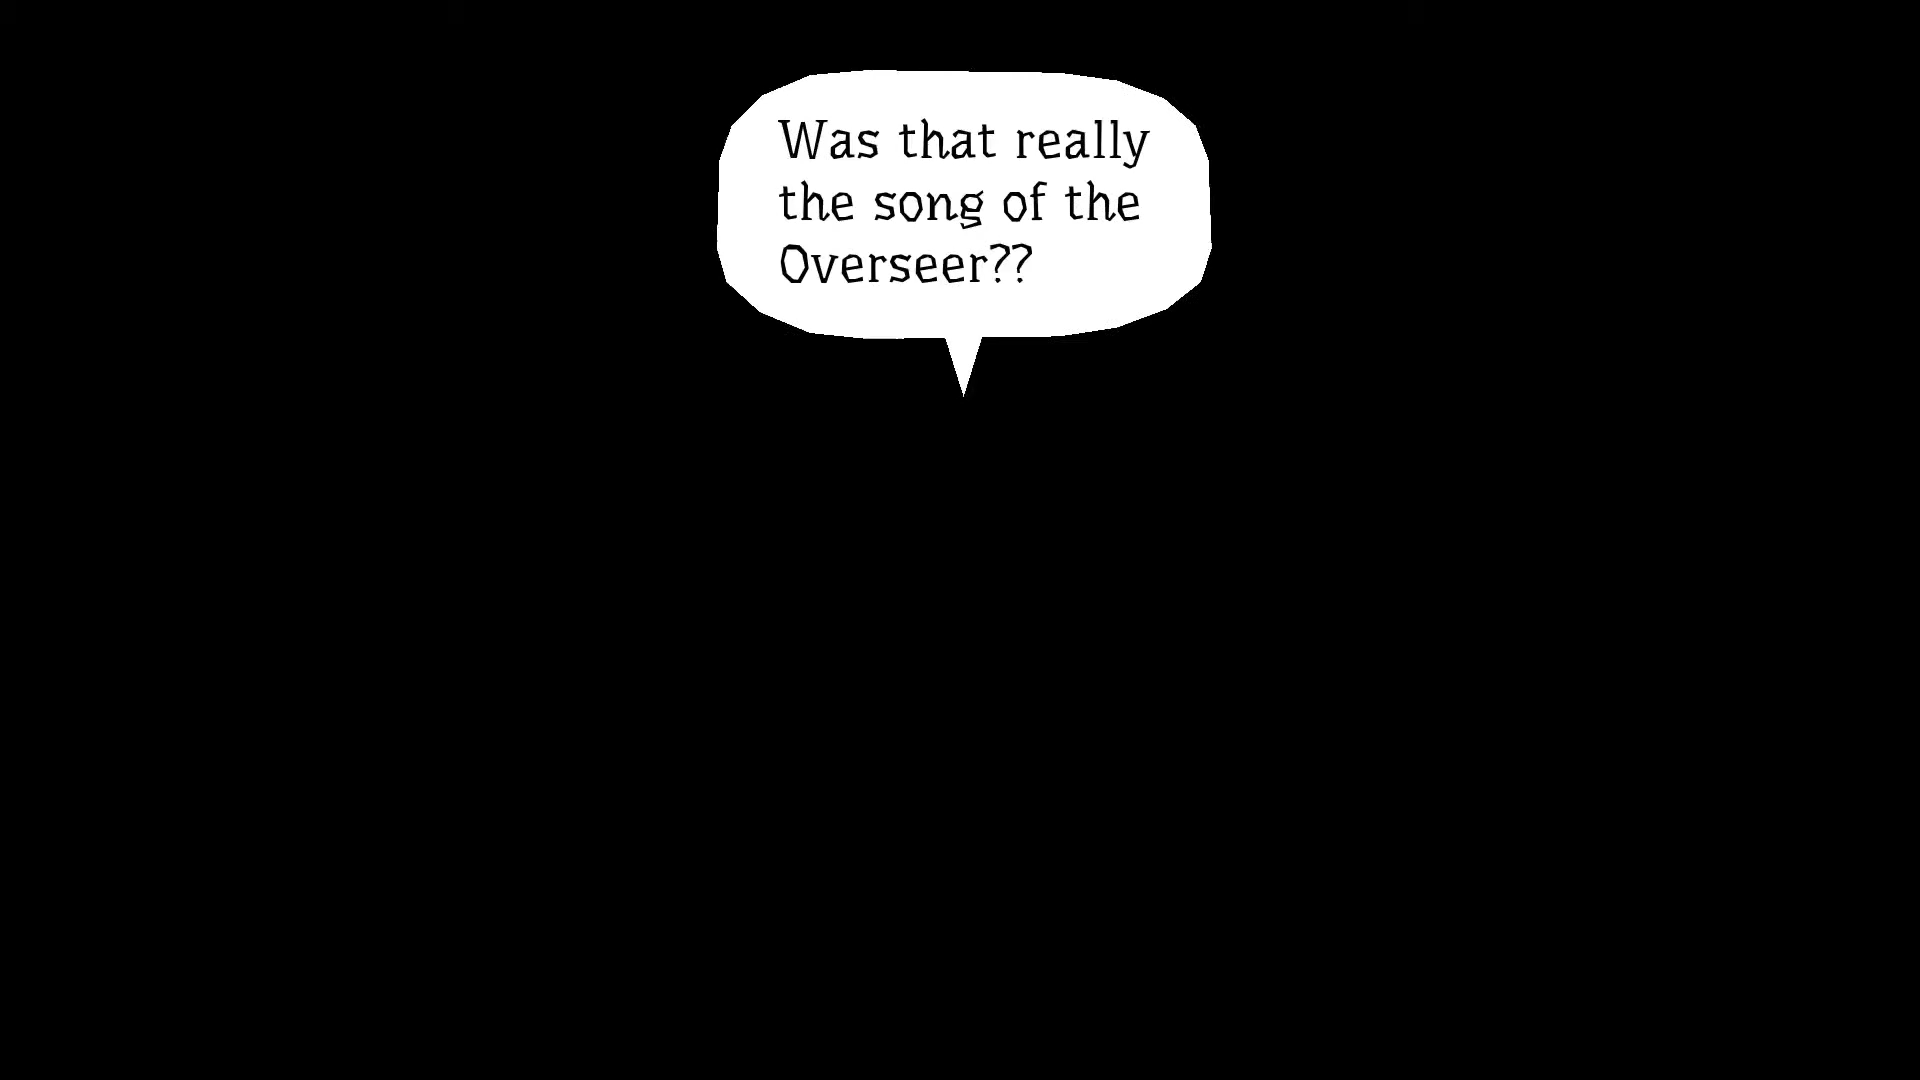 Was that really
the song of the
Overseer??